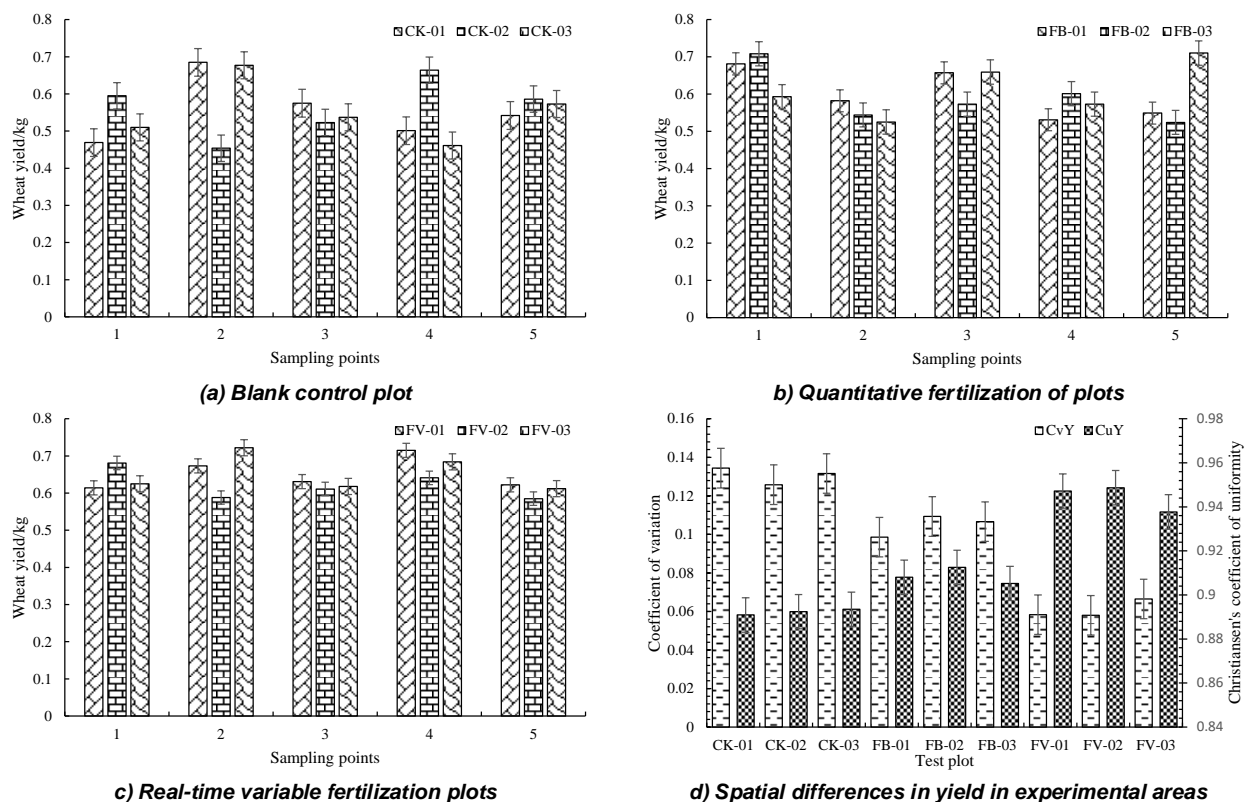 CK-01 CK-02 CK-03
0.8
0.7
0.6
0.5
0.4
0.3
0.2
0.1
0
Wheat yield/kg
1 2 3 4 5
Sampling points
(a) Blank control plot
FB-01 FB-02 FB-03
0.8
0.7
0.6
0.5
0.4
0.3
0.2
0.1
0
Wheat yield/kg
1 2 3 4 5
Sampling points
b) Quantitative fertilization of plots
FV-01 FV-02 FV-03
0.8
0.7
0.6
0.5
0.4
0.3
0.2
0.1
0
Wheat yield/kg
1 2 3 4 5
Sampling points
c) Real-time variable fertilization plots
CvY CuY
0.16
0.14
0.12
0.1
0.08
0.06
0.04
0.02
0
Coefficient of variation
0.98
0.96
0.94
0.92
0.9
0.88
0.86
0.84
Christiansen's coefficient of uniformity
CK-01 CK-02 CK-03 FB-01 FB-02 FB-03 FV-01 FV-02 FV-03
Test plot
d) Spatial differences in yield in experimental areas